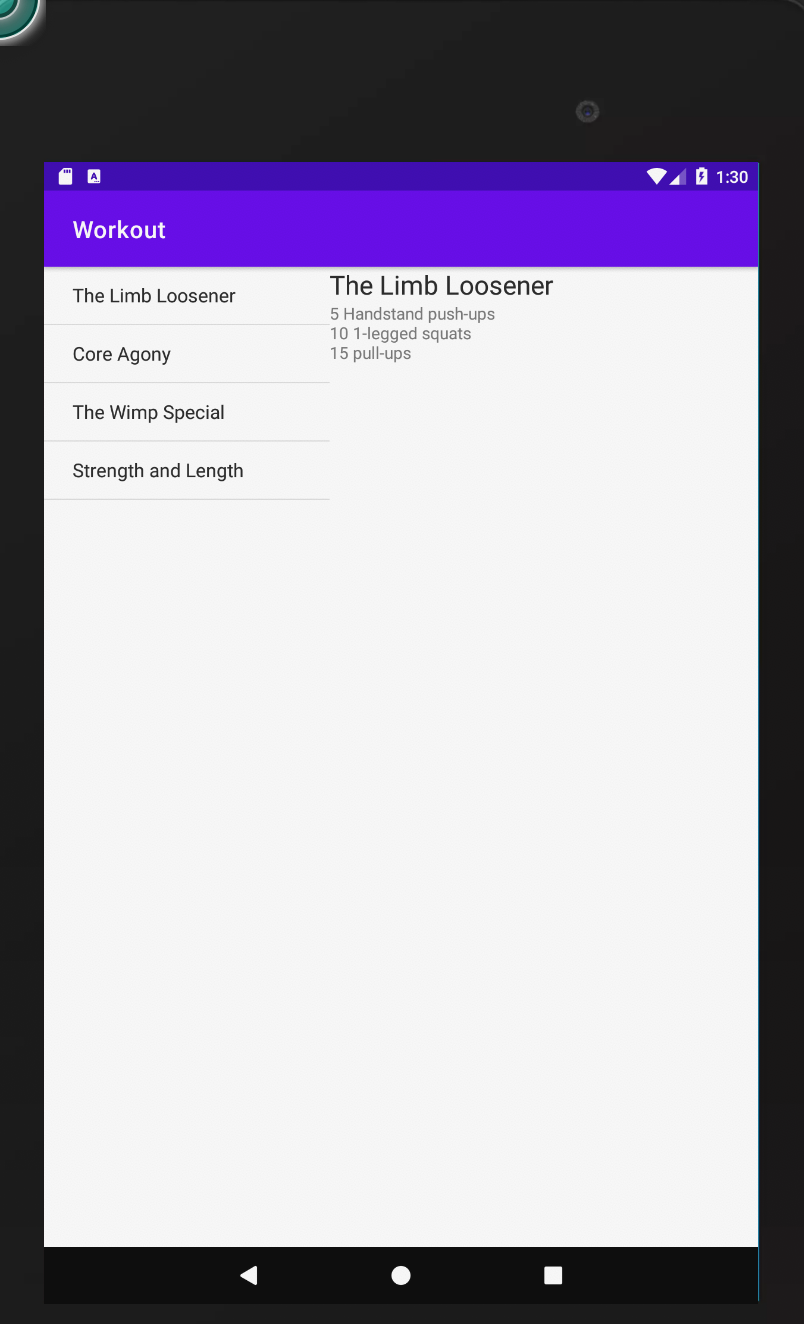 1:30
Workout
The Limb Loosener
Core Agony
The Wimp Special
Strength and Length
The Limb Loosener
5 Handstand push-ups
10 1-legged squats
15 pull-ups